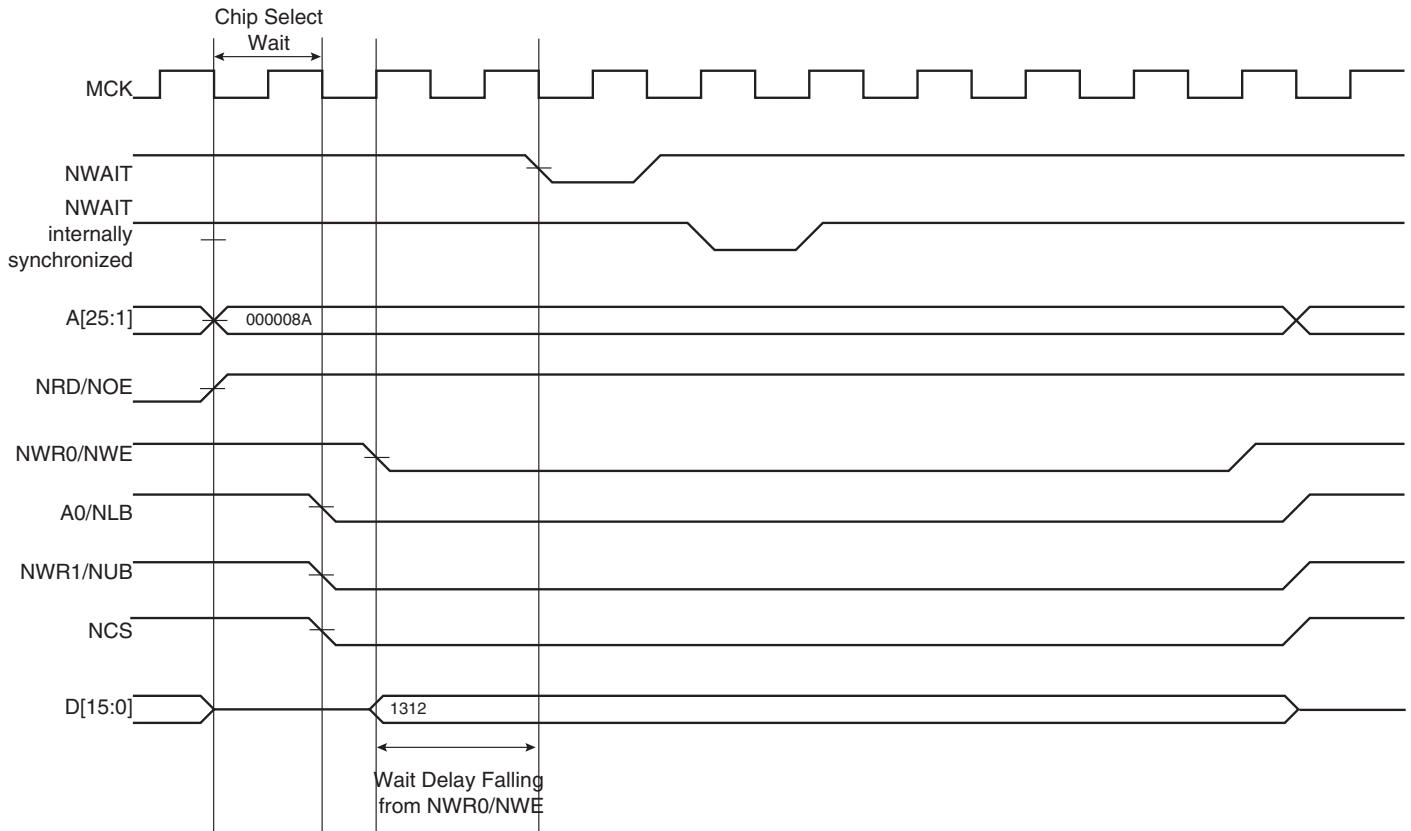 Chip Select
Wait
MCK
NWAIT
NWAIT
internally
synchronized
A[25:1]
000008A
NRD/NOE
NWR0/NWE
A0/NLB
NWR1/NUB
NCS
D[15:0]
1312
Wait Delay Falling
from NWR0/NWE